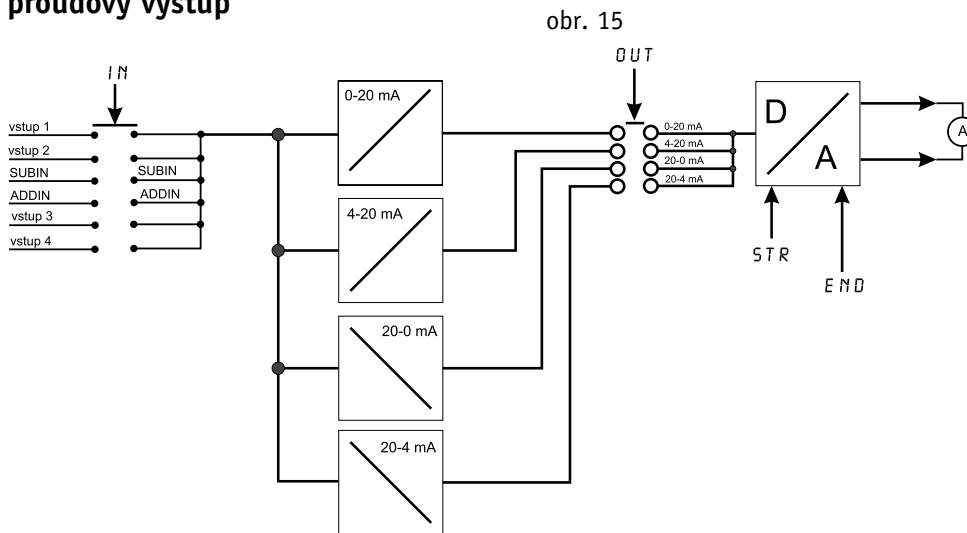 proudový výstup
obr. 15
IN
OUT
vstup 1
vstup 2
SUBIN
ADDIN
vstup 3
vstup 4
SUBIN
ADDIN
0-20 mA
4-20 mA
20-0 mA
20-4 mA
0-20 mA
4-20 mA
20-0 mA
20-4 mA
D
A
A
STR
END